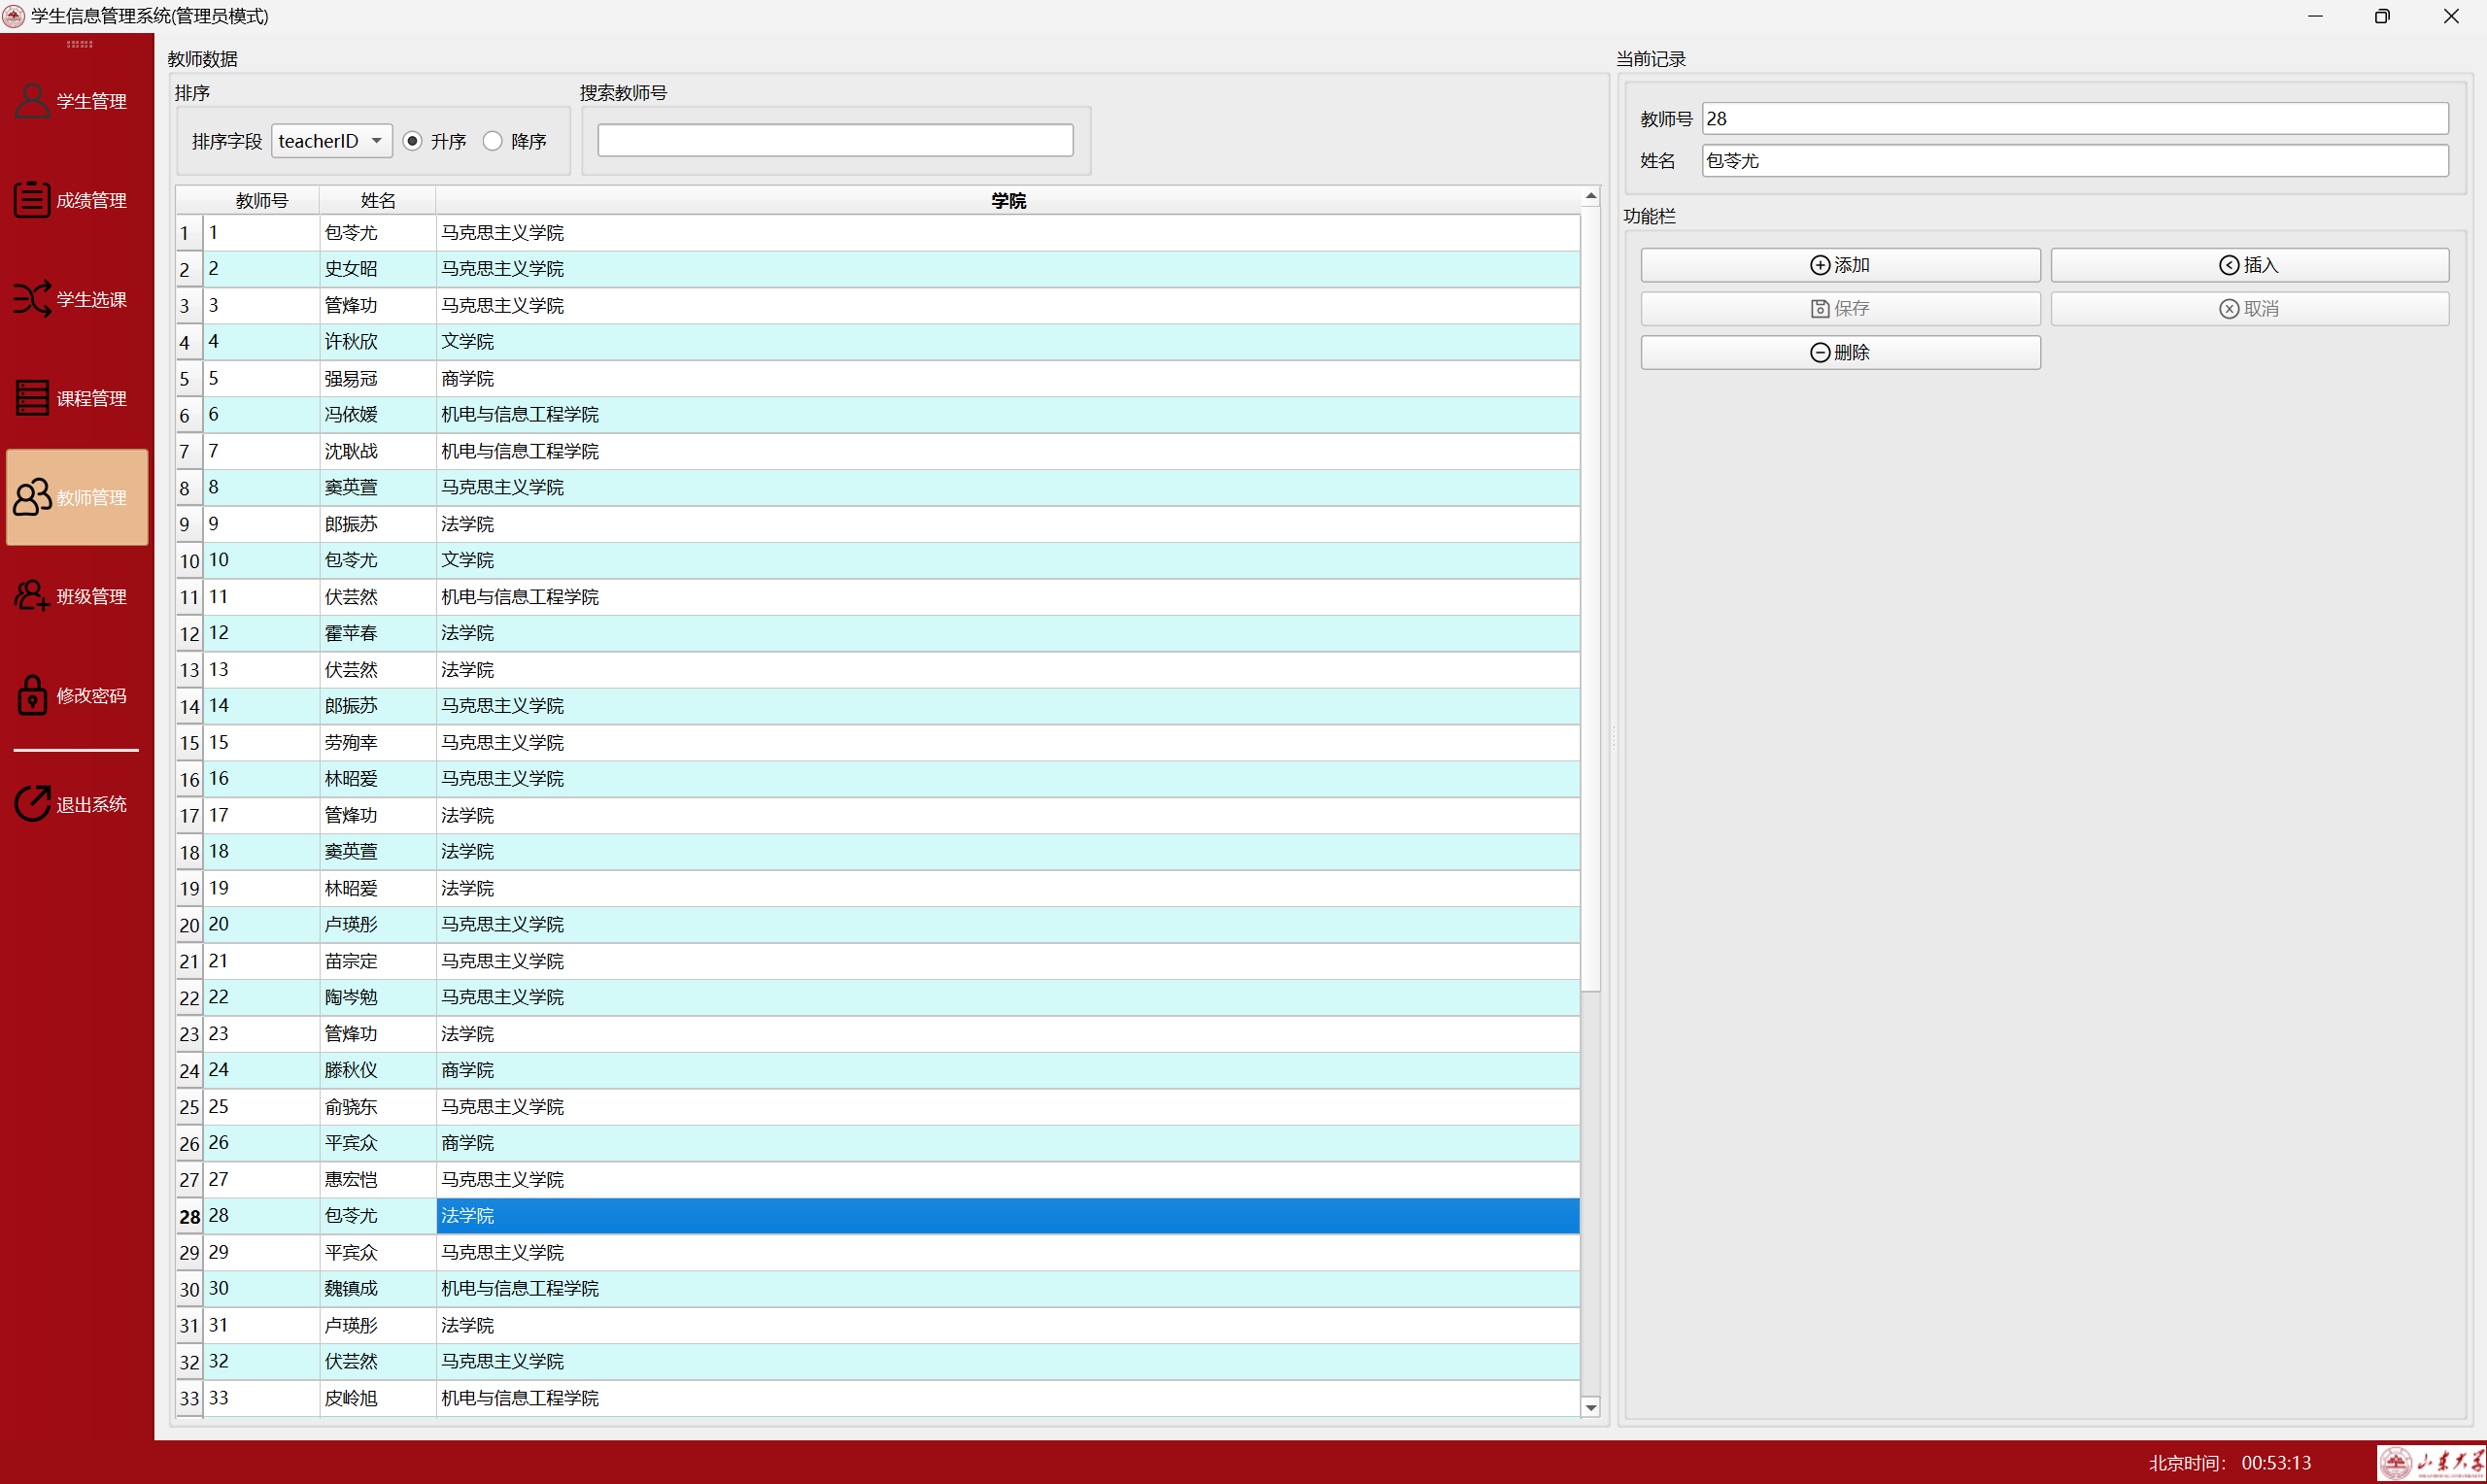 学生信息管理系统(管理员模式)
学生管理
成绩管理
学生选课
课程管理
教师管理
班级管理
修改密码
退出系统
教师数据
排序
搜索教师号
排序字段 teacherID 升序 降序
教师号 姓名 学院
1 1 包苓尤 马克思主义学院
2 2 史女昭 马克思主义学院
3 3 管烽功 马克思主义学院
4 4 许秋欣 文学院
5 5 强易冠 商学院
6 6 冯依媛 机电与信息工程学院
7 7 沈耿战 机电与信息工程学院
8 8 窦英萱 马克思主义学院
9 9 郎振苏 法学院
10 10 包苓尤 文学院
11 11 伏芸然 机电与信息工程学院
12 12 霍苹春 法学院
13 13 伏芸然 法学院
14 14 郎振苏 马克思主义学院
15 15 劳殉幸 马克思主义学院
16 16 林昭爱 马克思主义学院
17 17 管烽功 法学院
18 18 窦英萱 法学院
19 19 林昭爱 法学院
20 20 卢瑛彤 马克思主义学院
21 21 苗宗定 马克思主义学院
22 22 陶岑勉 马克思主义学院
23 23 管烽功 法学院
24 24 滕秋仪 商学院
25 25 俞骁东 马克思主义学院
26 26 平宾众 商学院
27 27 惠宏恺 马克思主义学院
28 28 包苓尤 法学院
29 29 平宾众 马克思主义学院
30 30 魏镇成 机电与信息工程学院
31 31 卢瑛彤 法学院
32 32 伏芸然 马克思主义学院
33 33 皮岭旭 机电与信息工程学院
当前记录
教师号 28
姓名 包苓尤
功能栏
添加 插入
保存 取消
删除
北京时间： 00:53:13
山东大学